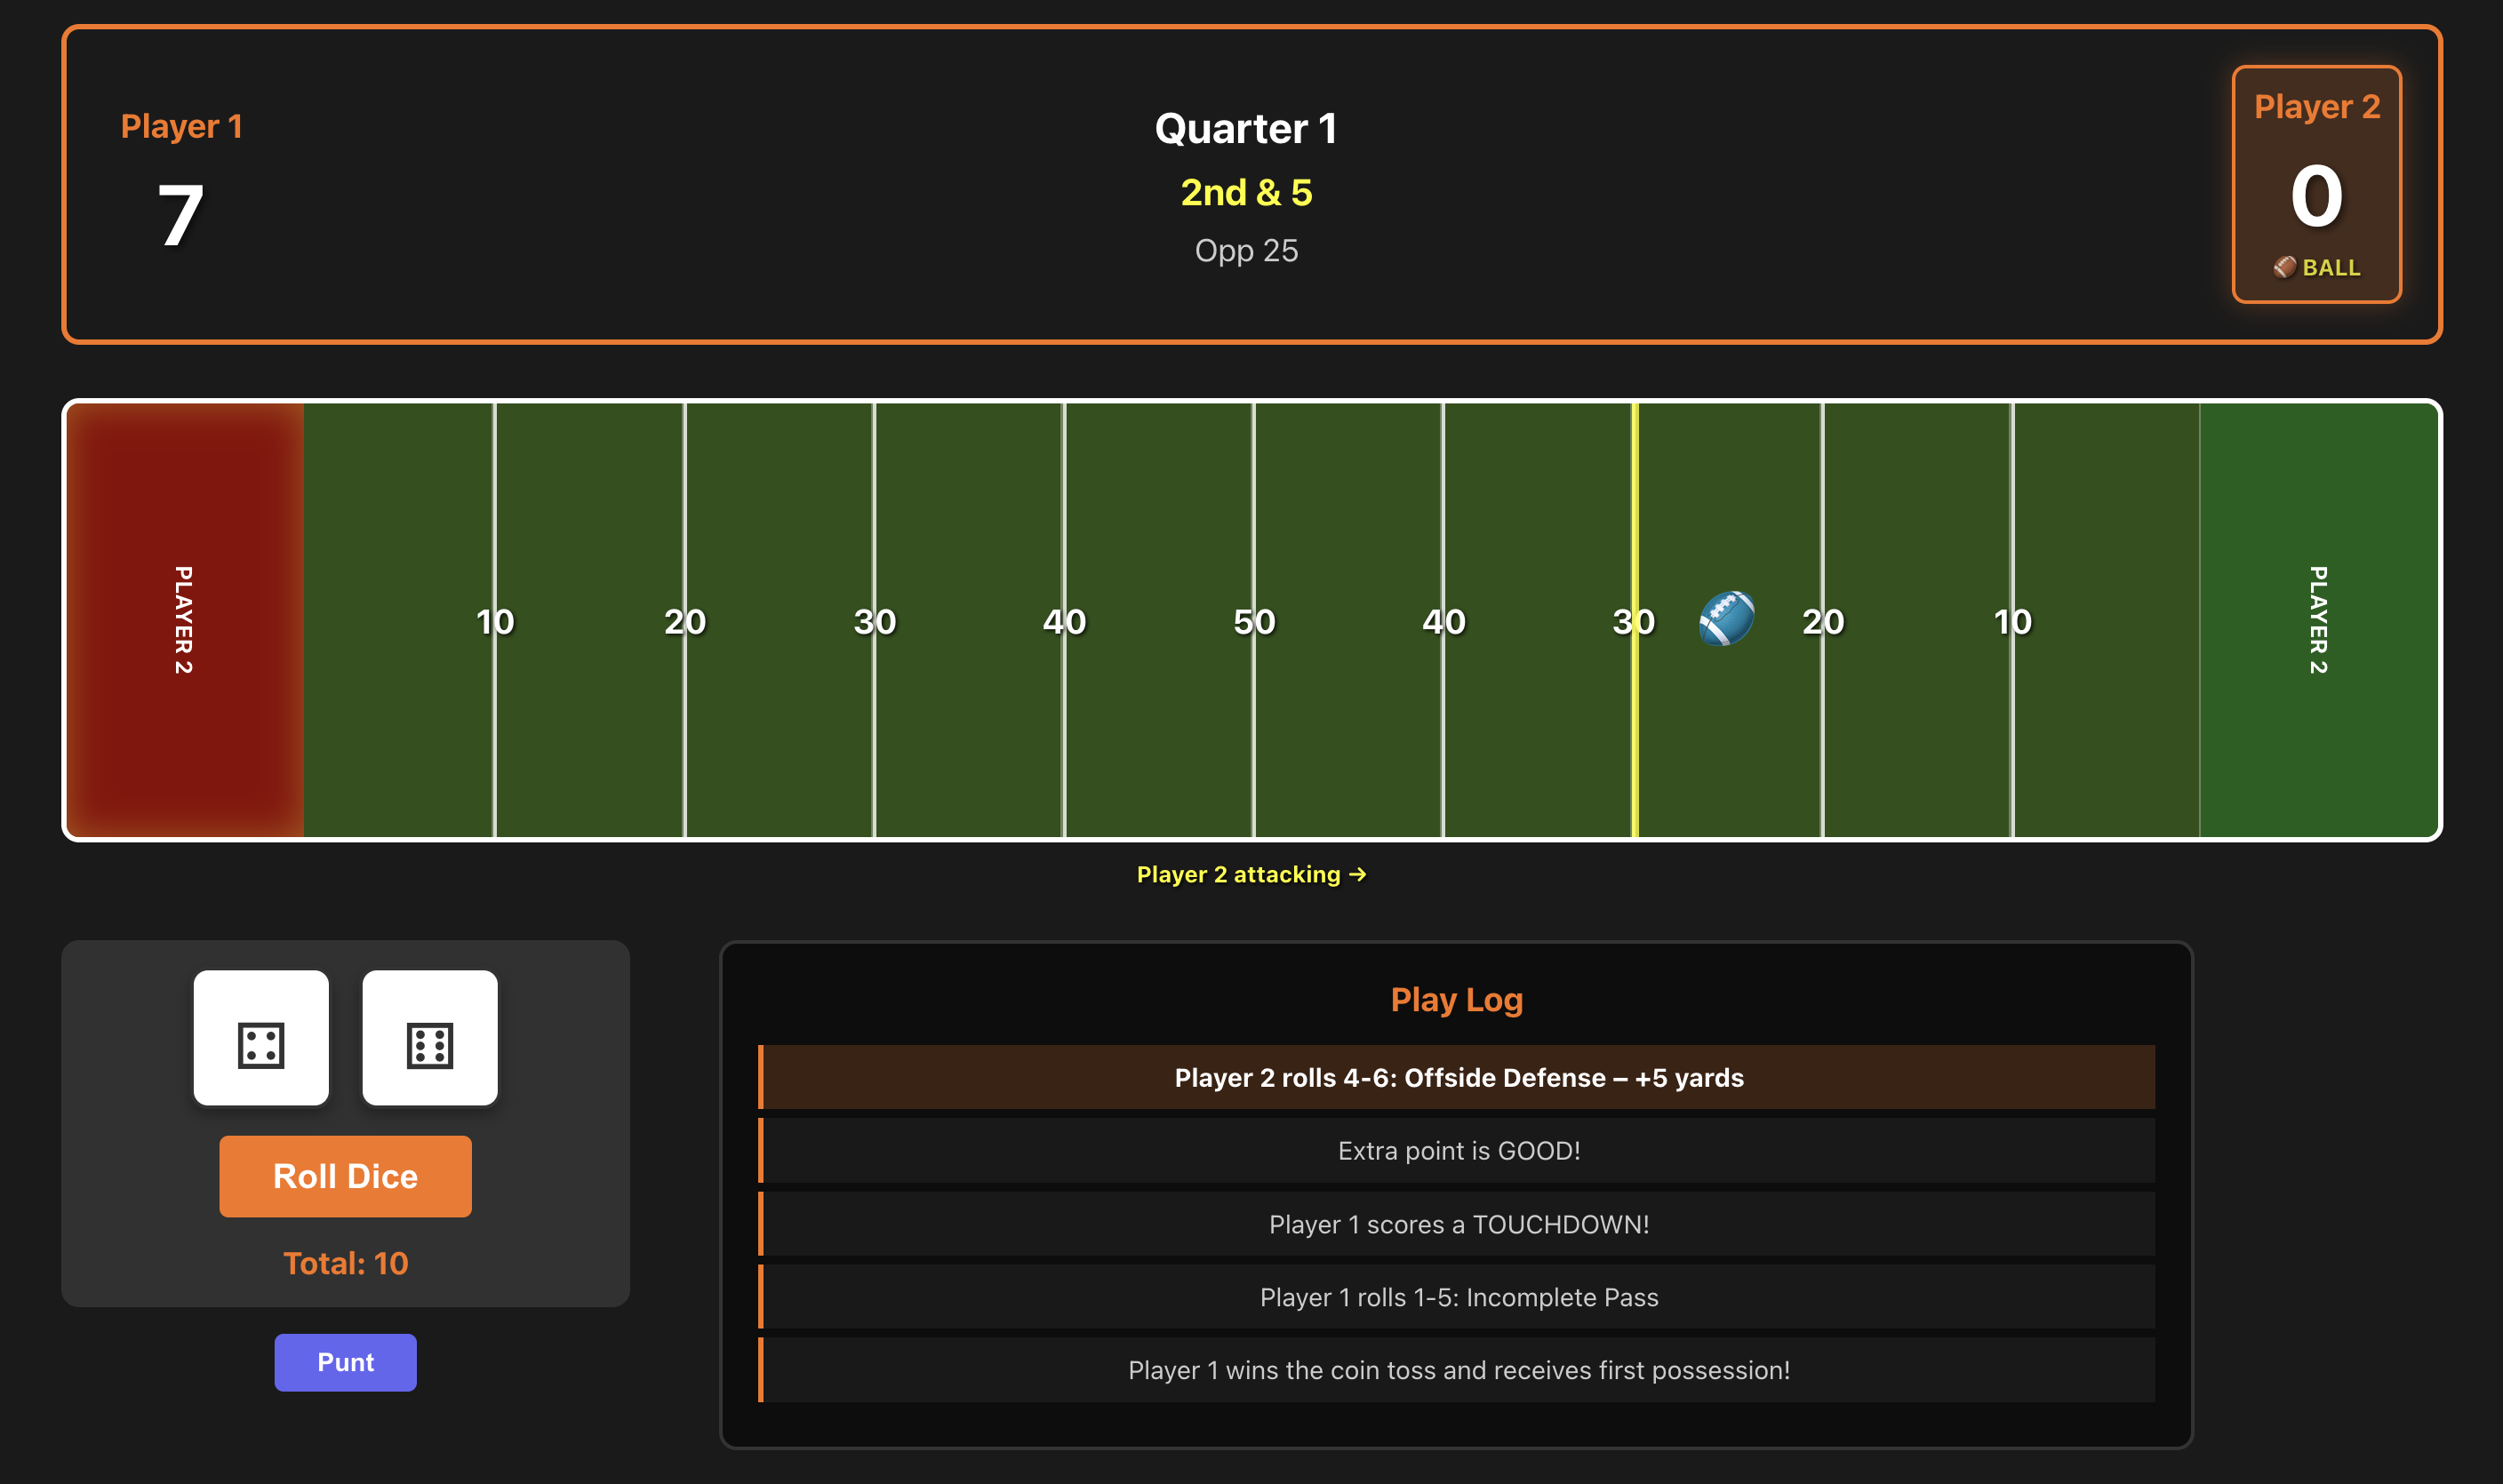 Player 1
7
Quarter 1
2nd & 5
Opp 25
Player 2
0
🏈 BALL
PLAYER 2
10
20
30
40
50
40
30
20
10
PLAYER 2
Player 2 attacking →
Roll Dice
Total: 10
Punt
Play Log
Player 2 rolls 4-6: Offside Defense – +5 yards
Extra point is GOOD!
Player 1 scores a TOUCHDOWN!
Player 1 rolls 1-5: Incomplete Pass
Player 1 wins the coin toss and receives first possession!